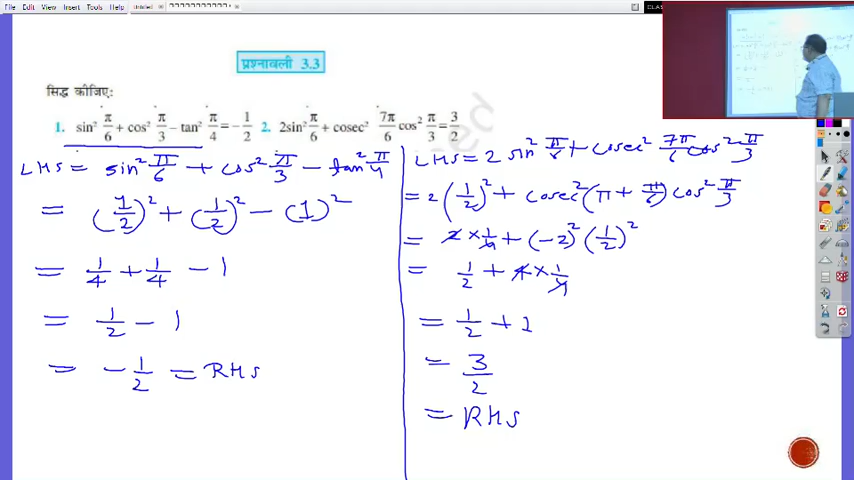 File Edit View Insert Tools Help Untitled ???????????????
CLAS
प्रश्नावली 3.3
सिद्ध कीजिए:
1. sin² π/6 + cos² π/3 – tan² π/4 = – 1/2 2. 2sin² π/6 + cosec² 7π/6 cos² π/3 = 3/2
LHS = sin² π/6 + cos² π/3 - tan² π/4
= (1/2)² + (1/2)² - (1)²
= 1/4 + 1/4 - 1
= 1/2 - 1
= - 1/2 = RHS
LHS = 2 sin² π/6 + cosec² 7π/6 cos² π/3
= 2 (1/2)² + cosec² (π + π/6) cos² π/3
= 2 × 1/4 + (-2)² (1/2)²
= 1/2 + 4 × 1/4
= 1/2 + 1
= 3/2
= RHS